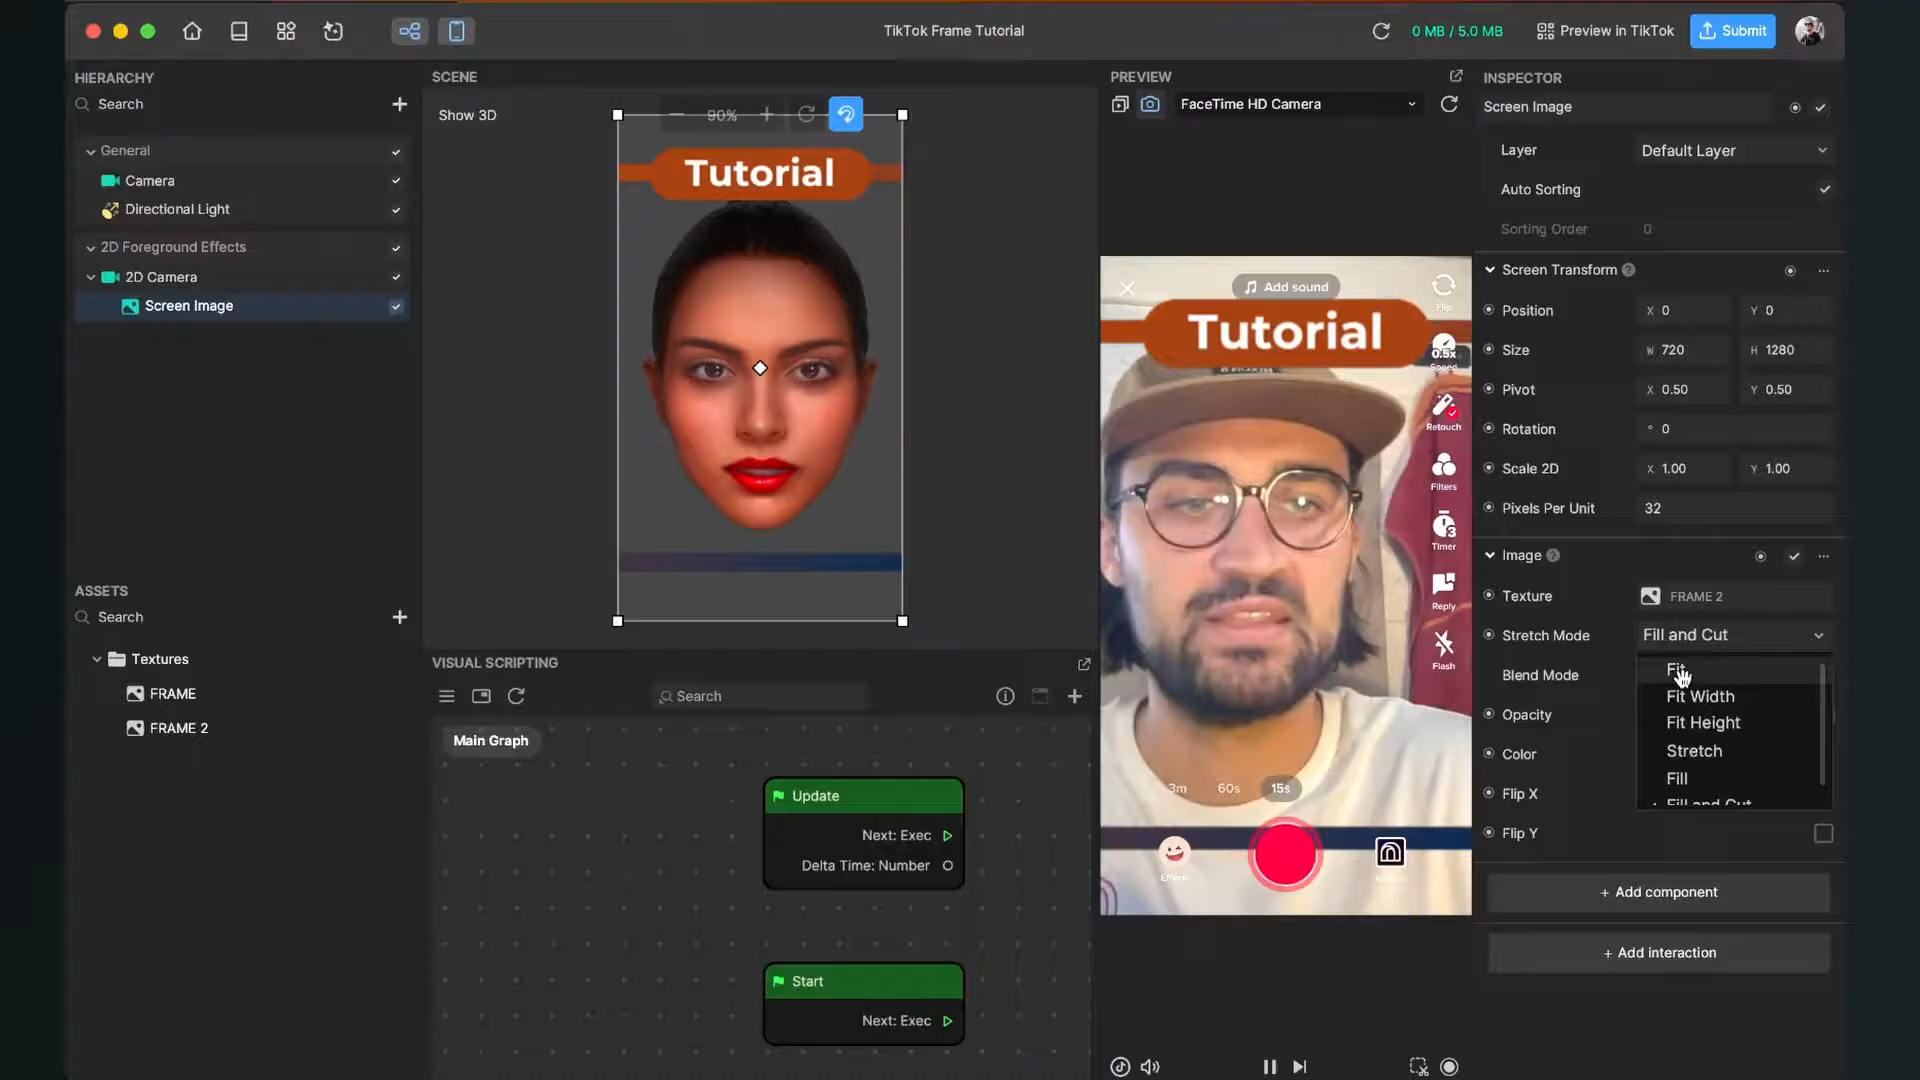 TikTok Frame Tutorial
0 MB / 5.0 MB
Preview in TikTok
Submit
HIERARCHY
Search
General
Camera
Directional Light
2D Foreground Effects
2D Camera
Screen Image
ASSETS
Search
Textures
FRAME
FRAME 2
SCENE
Show 3D
90%
Tutorial
VISUAL SCRIPTING
Search
Main Graph
Update
Next: Exec
Delta Time: Number
Start
Next: Exec
PREVIEW
FaceTime HD Camera
Add sound
Flip
Tutorial
0.5x
Speed
Retouch
Filters
3
Timer
Reply
Flash
3m
60s
15s
Effects
INSPECTOR
Screen Image
Layer
Default Layer
Auto Sorting
Sorting Order
0
Screen Transform
Position
X 0
Y 0
Size
W 720
H 1280
Pivot
X 0.50
Y 0.50
Rotation
° 0
Scale 2D
X 1.00
Y 1.00
Pixels Per Unit
32
Image
Texture
FRAME 2
Stretch Mode
Fill and Cut
Blend Mode
Fit
Fit Width
Fit Height
Stretch
Fill
Fill and Cut
Opacity
Color
Flip X
Flip Y
+ Add component
+ Add interaction